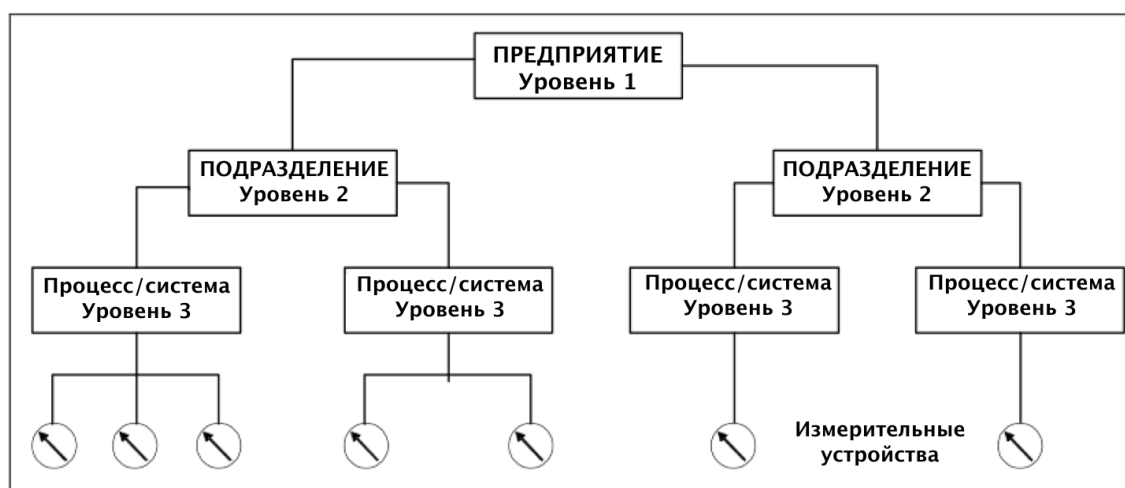 ПРЕДПРИЯТИЕ
Уровень 1
ПОДРАЗДЕЛЕНИЕ
Уровень 2
ПОДРАЗДЕЛЕНИЕ
Уровень 2
Процесс/система
Уровень 3
Процесс/система
Уровень 3
Процесс/система
Уровень 3
Процесс/система
Уровень 3
Измерительные
устройства